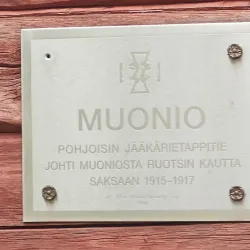 MUONIO
POHJOISIN JÄÄKÄRIETAPPITIE
JOHTI MUONIOSTA RUOTSIN KAUTTA
SAKSAAN 1915-1917